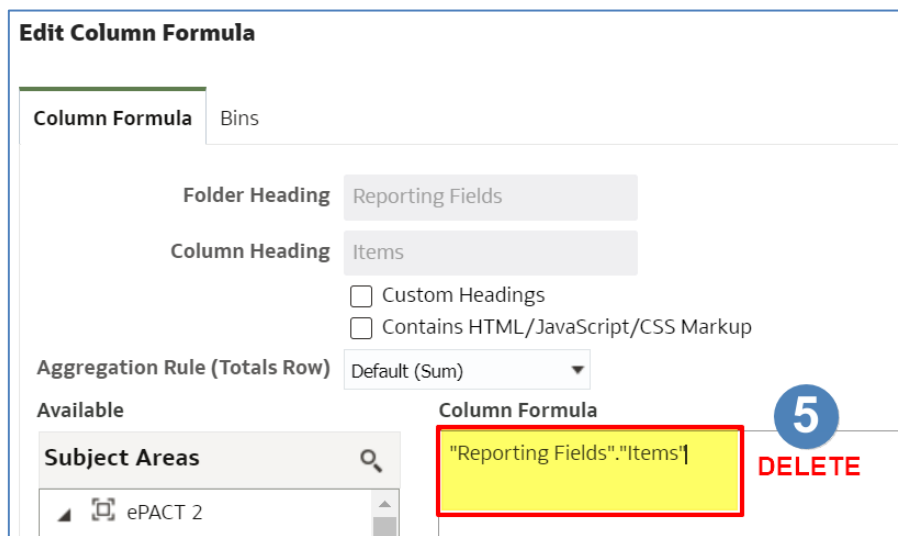 Edit Column Formula
Column Formula
Bins
Folder Heading
Reporting Fields
Column Heading
Items
Custom Headings
Contains HTML/JavaScript/CSS Markup
Aggregation Rule (Totals Row)
Default (Sum)
Available
Column Formula
5
Subject Areas
"Reporting Fields"."Items"
DELETE
ePACT 2